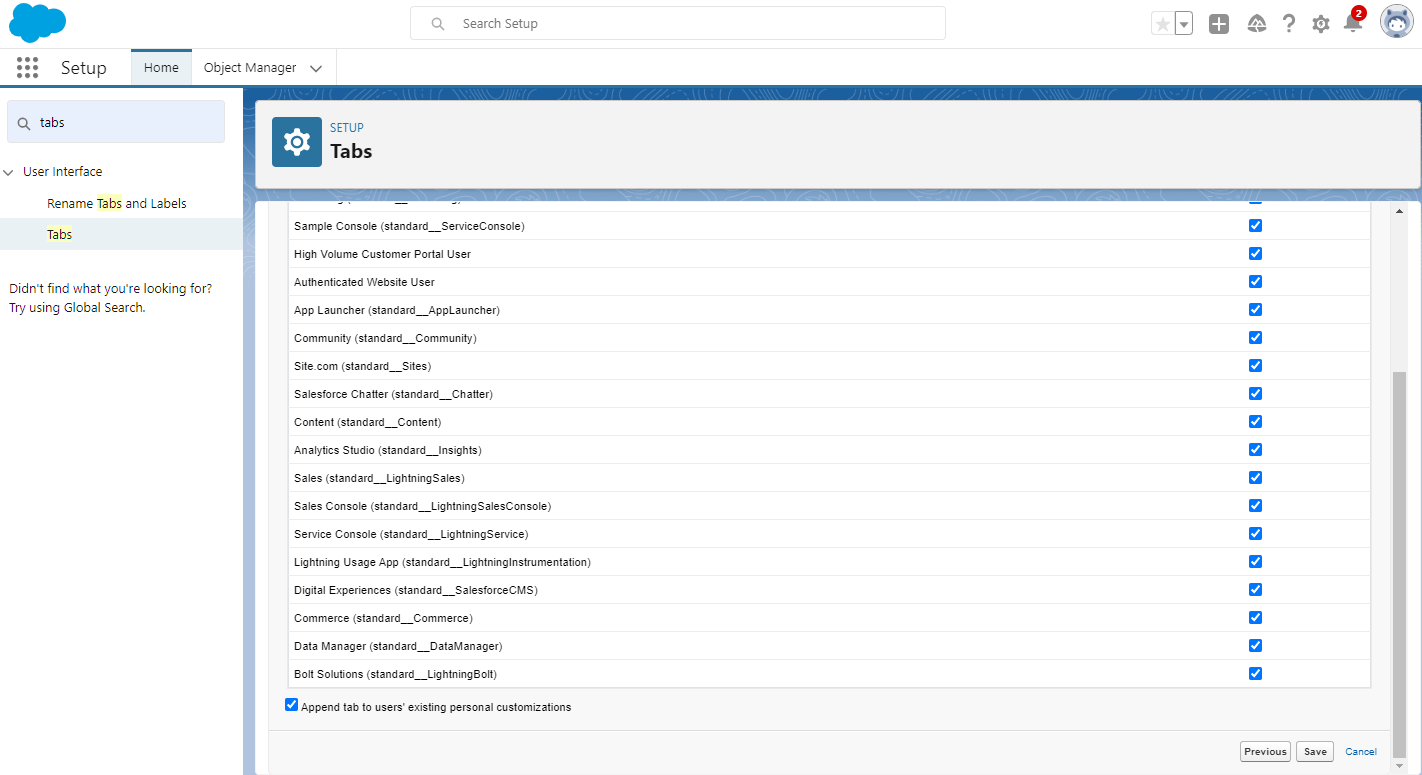 Search Setup
2
Setup
Home
Object Manager
tabs
User Interface
Rename Tabs and Labels
Tabs
Didn't find what you're looking for?
Try using Global Search.
SETUP
Tabs
Sample Console (standard__ServiceConsole)
High Volume Customer Portal User
Authenticated Website User
App Launcher (standard__AppLauncher)
Community (standard__Community)
Site.com (standard__Sites)
Salesforce Chatter (standard__Chatter)
Content (standard__Content)
Analytics Studio (standard__Insights)
Sales (standard__LightningSales)
Sales Console (standard__LightningSalesConsole)
Service Console (standard__LightningService)
Lightning Usage App (standard__LightningInstrumentation)
Digital Experiences (standard__SalesforceCMS)
Commerce (standard__Commerce)
Data Manager (standard__DataManager)
Bolt Solutions (standard__LightningBolt)
Append tab to users' existing personal customizations
Previous Save Cancel